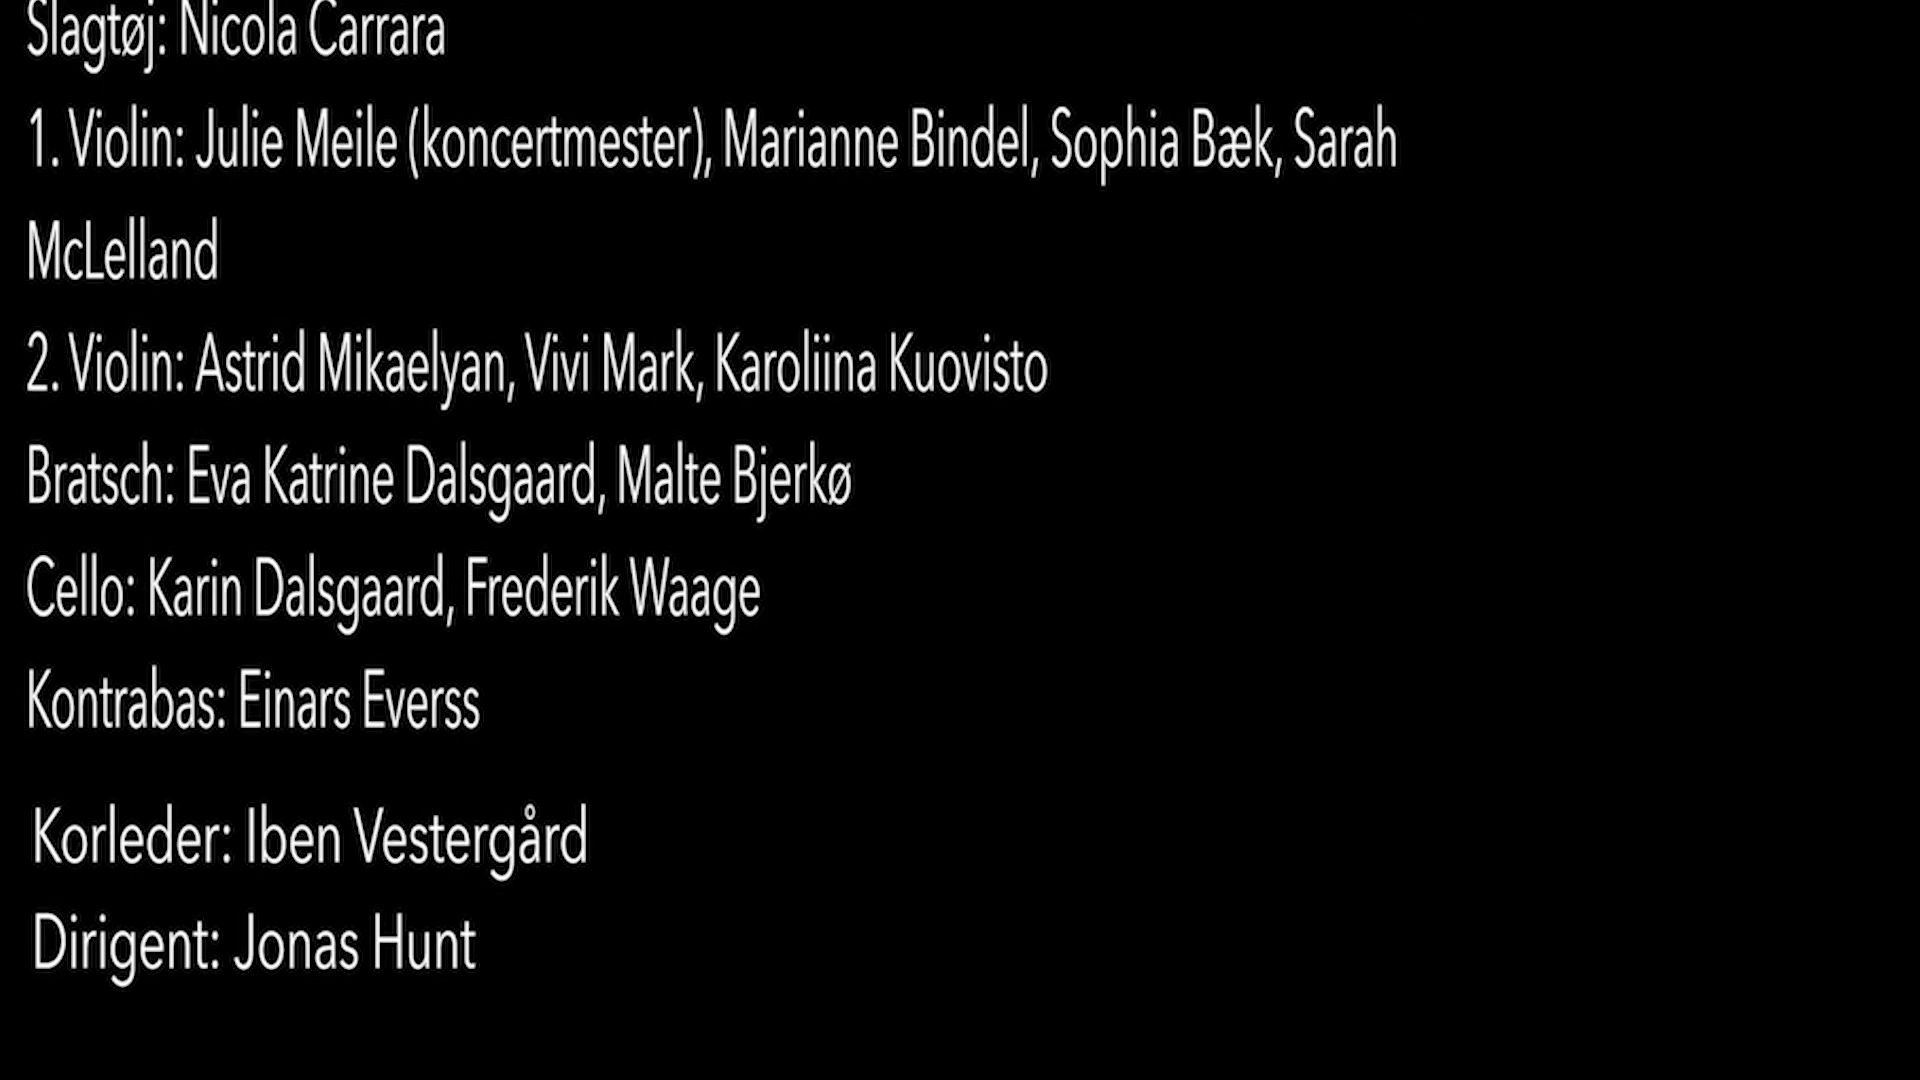 Slagtøj: Nicola Carrara
1. Violin: Julie Meile (koncertmester), Marianne Bindel, Sophia Bæk, Sarah
McLelland
2. Violin: Astrid Mikaelyan, Vivi Mark, Karoliina Kuovisto
Bratsch: Eva Katrine Dalsgaard, Malte Bjerkø
Cello: Karin Dalsgaard, Frederik Waage
Kontrabas: Einars Everss
Korleder: Iben Vestergård
Dirigent: Jonas Hunt